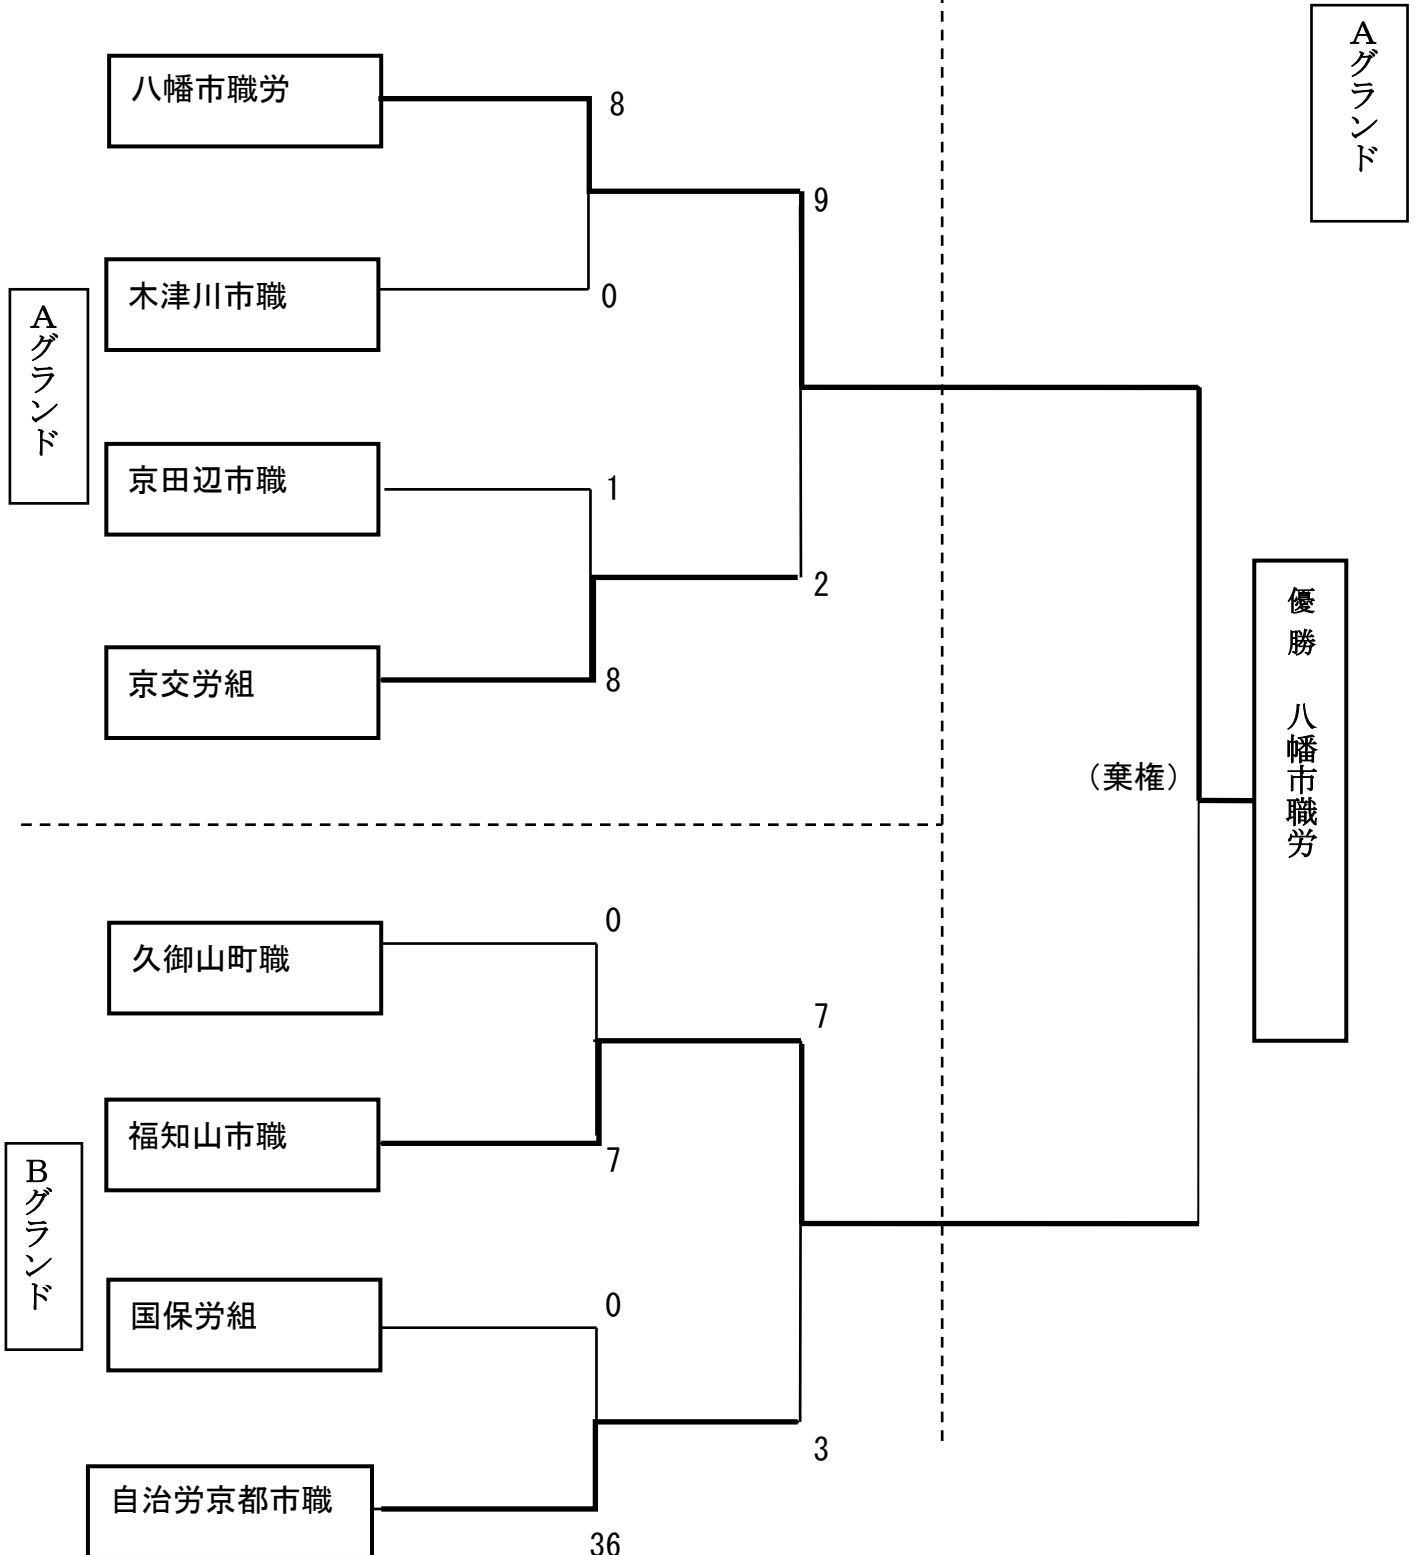 Aグランド
八幡市職労
8
9
木津川市職
0
Aグランド
京田辺市職
1
2
京交労組
8
優勝 八幡市職労
（棄権）
久御山町職
0
7
福知山市職
7
Bグランド
国保労組
0
3
自治労京都市職
36